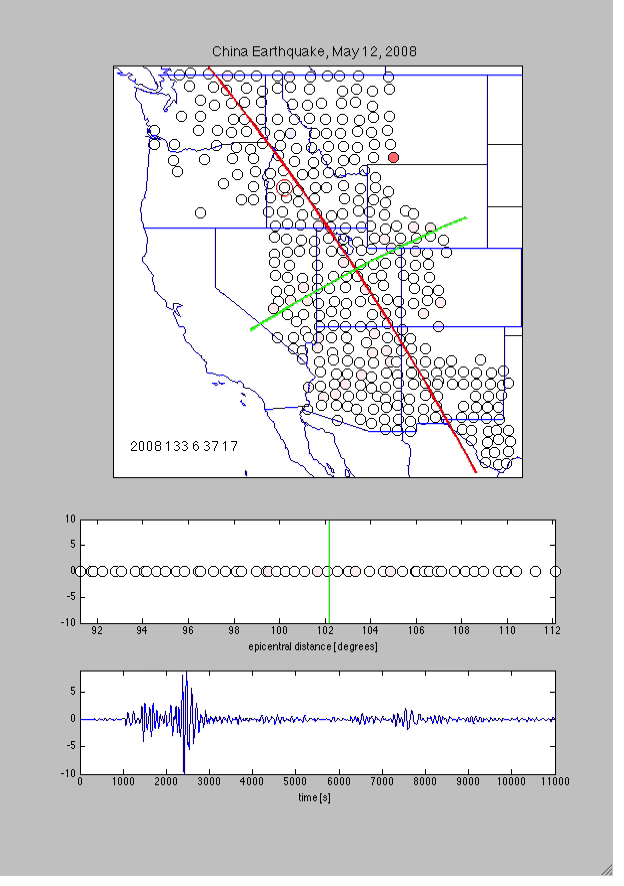 China Earthquake, May 12, 2008
2008 133 6 37 17
10
5
0
-5
-10
92 94 96 98 100 102 104 106 108 110 112
epicentral distance [degrees]
5
0
-5
-10
0 1000 2000 3000 4000 5000 6000 7000 8000 9000 10000 11000
time [s]